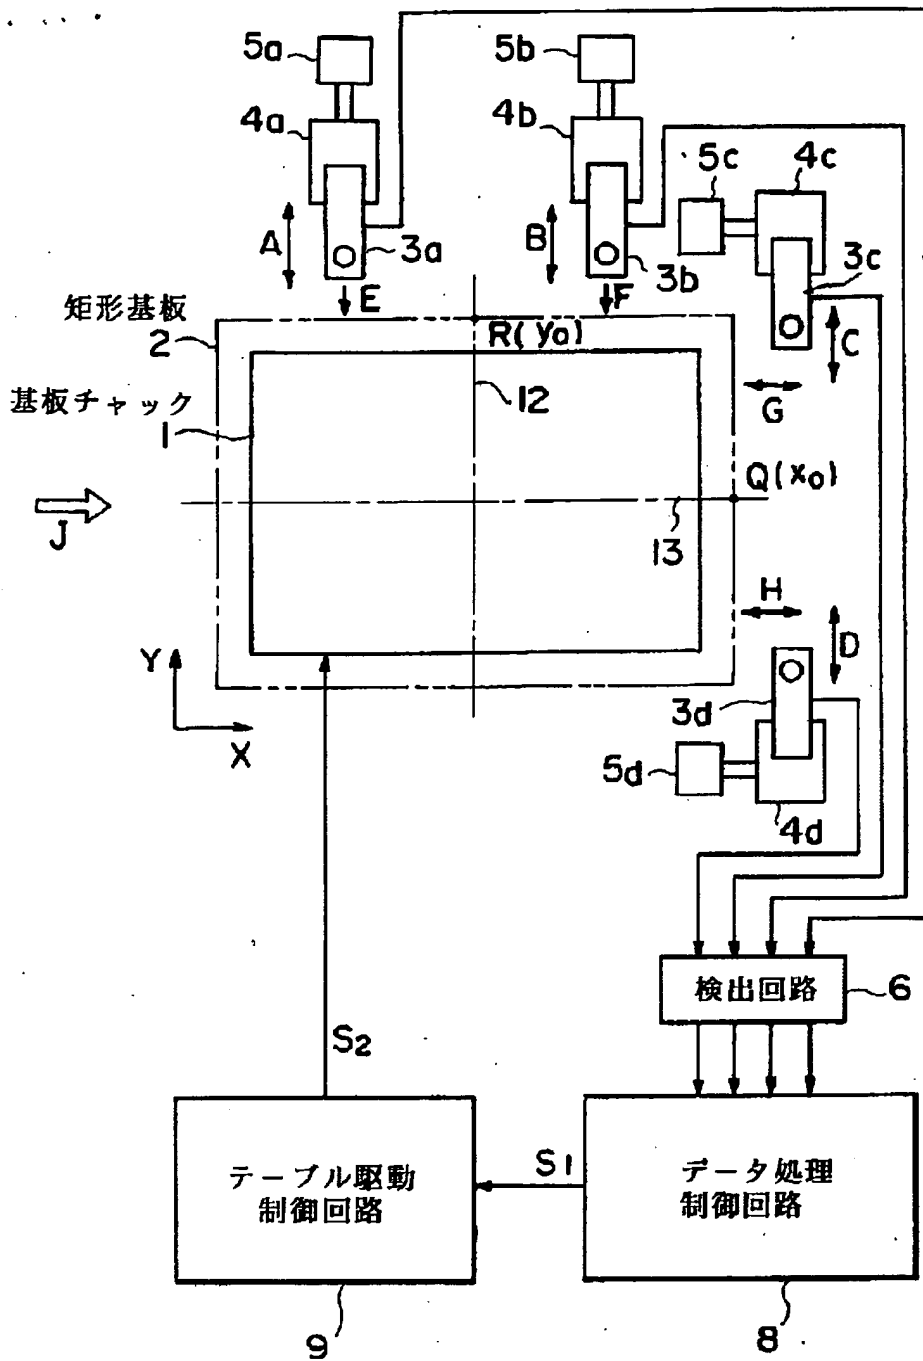 5a
5b
4a
4b
5c
4c
A
3a
B
3b
3c
E
F
C
矩形基板
2
R(yo)
12
G
基板チャック
1
Q(xo)
J
13
H
D
Y
X
3d
5d
4d
検出回路
6
S2
テーブル駆動
制御回路
S1
データ処理
制御回路
9
8